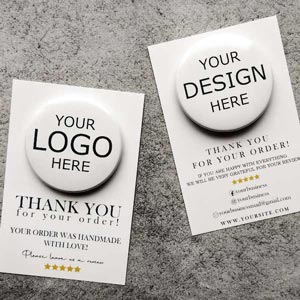 YOUR
LOGO
HERE
THANK YOU
for your order!
YOUR ORDER WAS HANDMADE
WITH LOVE!
Please leave us a review
YOUR
DESIGN
HERE
THANK YOU
FOR YOUR ORDER!
IF YOU ARE HAPPY WITH EVERYTHING
WE WILL BE VERY GRATEFUL FOR YOUR REVIEW
yourbusiness
yourbusiness
yourbusinessmail@gmail.com
WWW.YOURSITE.COM